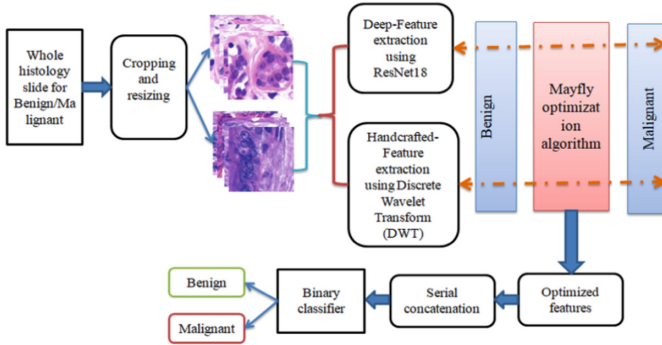 Whole
histology
slide for
Benign/Ma
lignant
Cropping
and
resizing
Deep-Feature
extraction
using
ResNet18
Handcrafted-
Feature
extraction
using Discrete
Wavelet
Transform
(DWT)
Benign
Mayfly
optimizat
ion
algorithm
Malignant
Benign
Malignant
Binary
classifier
Serial
concatenation
Optimized
features